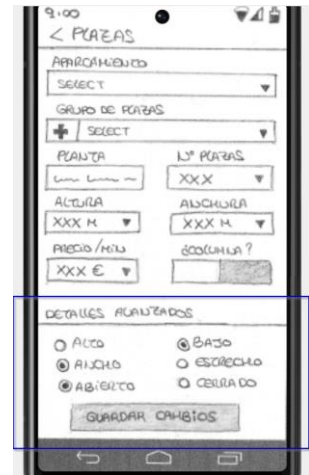 9:00
< PLAZAS
APARCAMIENTO
SELECT
GRUPO DE PLAZAS
+ SELECT
PLANTA Nº PLAZAS
XXX
ALTURA ANCHURA
XXX M XXX M
PRECIO/MIN ¿COLUMNA?
XXX €
DETALLES AVANZADOS
ALTO BAJO
ANCHO ESTRECHO
ABIERTO CERRADO
GUARDAR CAMBIOS